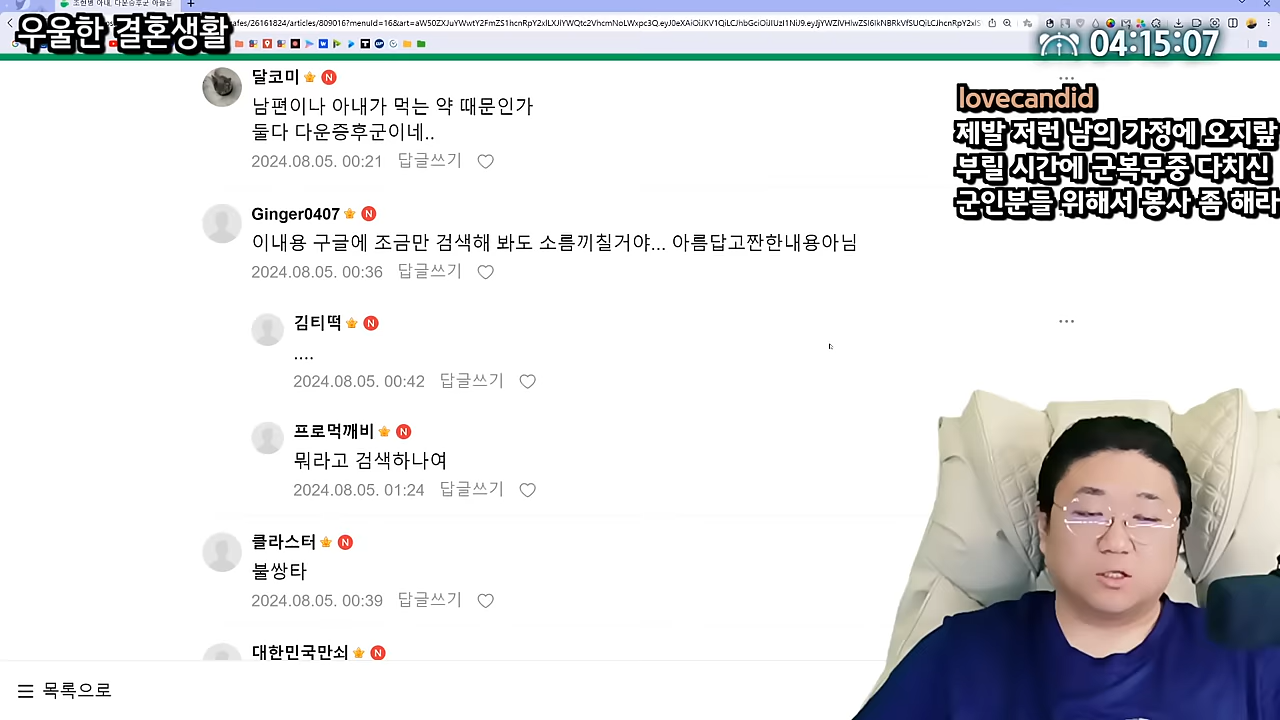 우울한 결혼생활
04:15:07
lovecandid
제발 저런 남의 가정에 오지랖
부릴 시간에 군복무중 다치신
군인분들 위해서 봉사 좀 해라
달코미 N
남편이나 아내가 먹는 약 때문인가
둘다 다운증후군이네..
2024.08.05. 00:21 답글쓰기
Ginger0407 N
이내용 구글에 조금만 검색해 봐도 소름끼칠거야... 아름답고짠한내용아님
2024.08.05. 00:36 답글쓰기
김티떡 N
....
2024.08.05. 00:42 답글쓰기
프로먹깨비 N
뭐라고 검색하나여
2024.08.05. 01:24 답글쓰기
클라스터 N
불쌍타
2024.08.05. 00:39 답글쓰기
대한민국만쇠 N
목록으로